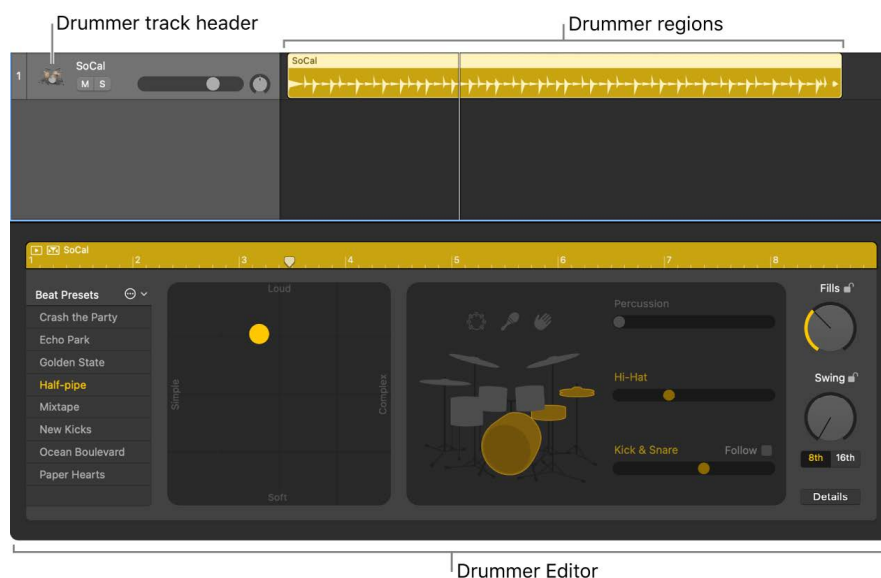 Drummer track header
Drummer regions
1
SoCal
M S
SoCal
SoCal
1 2 3 4 5 6 7 8
Beat Presets
Crash the Party
Echo Park
Golden State
Half-pipe
Mixtape
New Kicks
Ocean Boulevard
Paper Hearts
Loud
Simple
Complex
Soft
Percussion
Hi-Hat
Kick & Snare Follow
Fills
Swing
8th 16th
Details
Drummer Editor